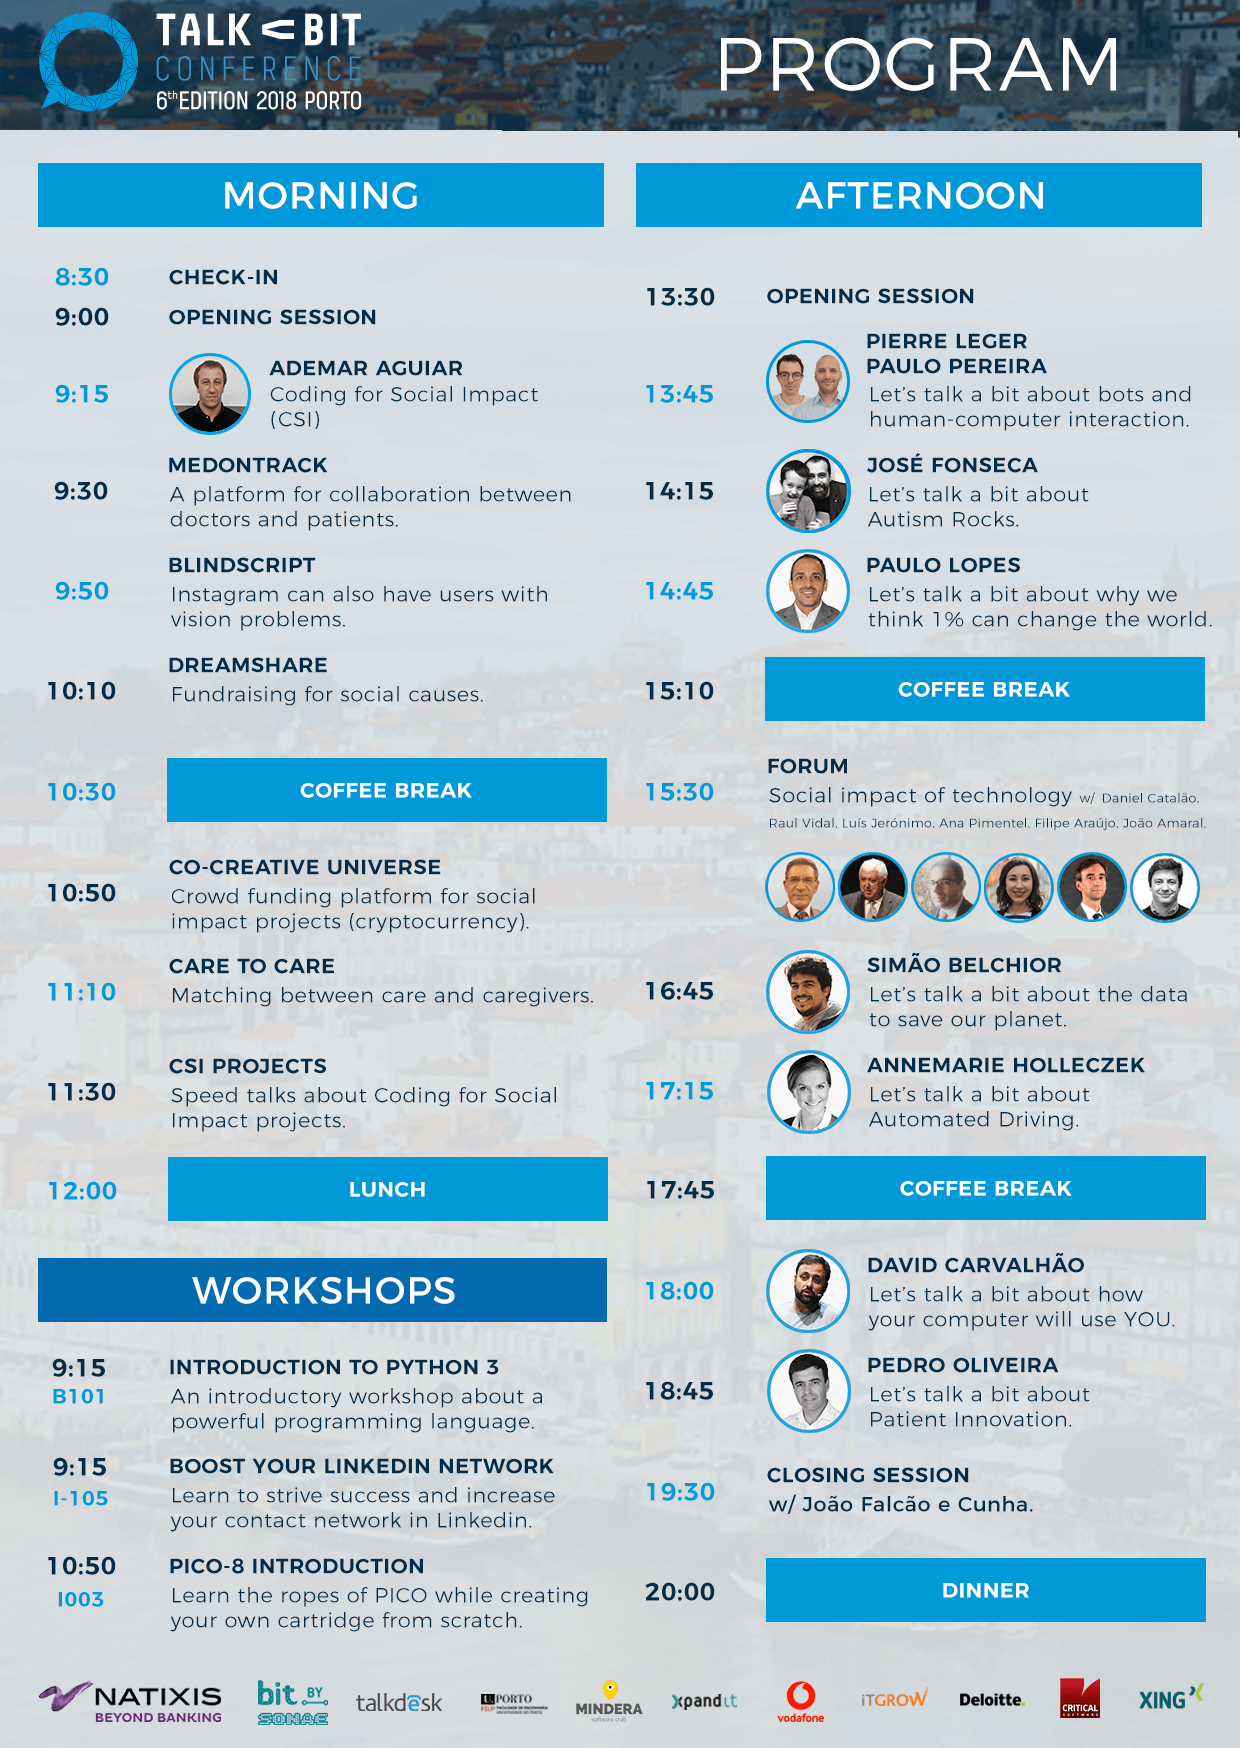 TALK A BIT
CONFERENCE
6th EDITION 2018 PORTO
PROGRAM
MORNING
8:30 CHECK-IN
9:00 OPENING SESSION
9:15 ADEMAR AGUIAR
Coding for Social Impact
(CSI)
9:30 MEDONTRACK
A platform for collaboration between
doctors and patients.
9:50 BLINDSCRIPT
Instagram can also have users with
vision problems.
10:10 DREAMSHARE
Fundraising for social causes.
10:30 COFFEE BREAK
10:50 CO-CREATIVE UNIVERSE
Crowd funding platform for social
impact projects (cryptocurrency).
11:10 CARE TO CARE
Matching between care and caregivers.
11:30 CSI PROJECTS
Speed talks about Coding for Social
Impact projects.
12:00 LUNCH
WORKSHOPS
9:15 INTRODUCTION TO PYTHON 3
B101 An introductory workshop about a
powerful programming language.
9:15 BOOST YOUR LINKEDIN NETWORK
I-105 Learn to strive success and increase
your contact network in Linkedin.
10:50 PICO-8 INTRODUCTION
I003 Learn the ropes of PICO while creating
your own cartridge from scratch.
AFTERNOON
13:30 OPENING SESSION
PIERRE LEGER
PAULO PEREIRA
13:45 Let's talk a bit about bots and
human-computer interaction.
14:15 JOSÉ FONSECA
Let's talk a bit about
Autism Rocks.
14:45 PAULO LOPES
Let's talk a bit about why we
think 1% can change the world.
15:10 COFFEE BREAK
FORUM
15:30 Social impact of technology w/ Daniel Catalão,
Raul Vidal, Luís Jerónimo, Ana Pimentel, Filipe Araújo, João Amaral.
16:45 SIMÃO BELCHIOR
Let's talk a bit about the data
to save our planet.
17:15 ANNEMARIE HOLLECZEK
Let's talk a bit about
Automated Driving.
17:45 COFFEE BREAK
18:00 DAVID CARVALHÃO
Let's talk a bit about how
your computer will use YOU.
18:45 PEDRO OLIVEIRA
Let's talk a bit about
Patient Innovation.
19:30 CLOSING SESSION
w/ João Falcão e Cunha.
20:00 DINNER
NATIXIS
BEYOND BANKING
bit BY
SONAE
talkdesk
U.PORTO
MINDERA
software craft
xpand it
vodafone
iTGROW
Deloitte.
CRITICAL
SOFTWARE
XING